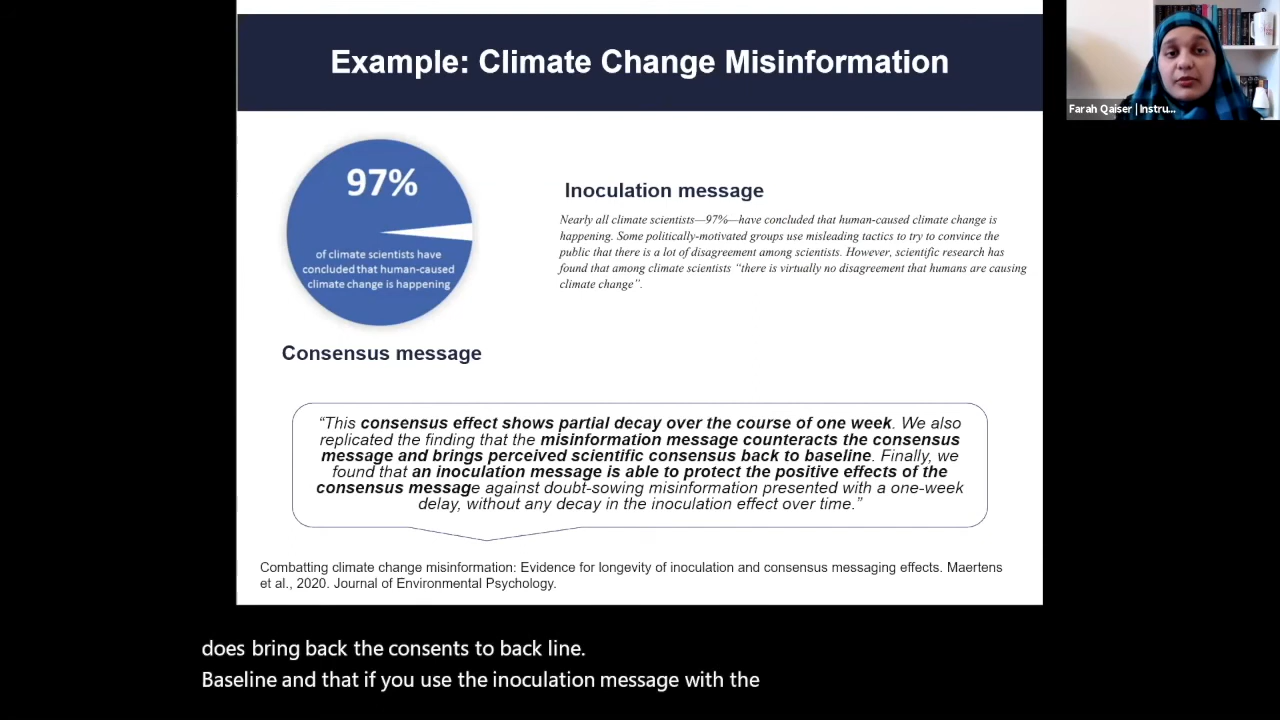 Example: Climate Change Misinformation
Farah Qaiser | Instru...
97%
of climate scientists have
concluded that human-caused
climate change is happening
Consensus message
Inoculation message
Nearly all climate scientists—97%—have concluded that human-caused climate change is
happening. Some politically-motivated groups use misleading tactics to try to convince the
public that there is a lot of disagreement among scientists. However, scientific research has
found that among climate scientists “there is virtually no disagreement that humans are causing
climate change”.
“This consensus effect shows partial decay over the course of one week. We also
replicated the finding that the misinformation message counteracts the consensus
message and brings perceived scientific consensus back to baseline. Finally, we
found that an inoculation message is able to protect the positive effects of the
consensus message against doubt-sowing misinformation presented with a one-week
delay, without any decay in the inoculation effect over time.”
Combatting climate change misinformation: Evidence for longevity of inoculation and consensus messaging effects. Maertens
et al., 2020. Journal of Environmental Psychology.
does bring back the consents to back line.
Baseline and that if you use the inoculation message with the